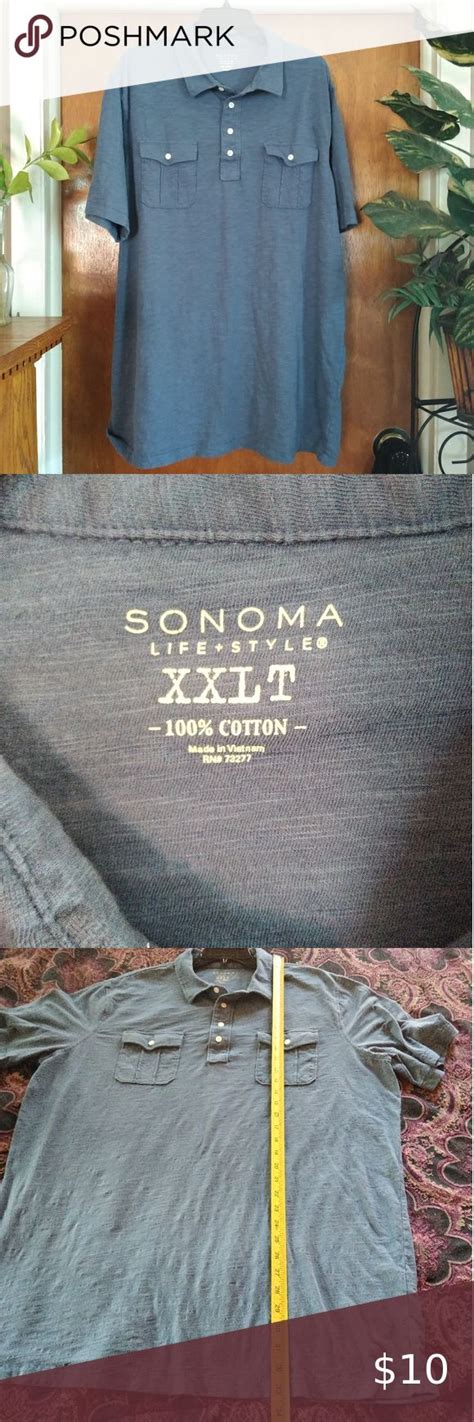 POSHMARK
SONOMA
LIFE+STYLE®
XXLT
-100% COTTON-
Made in Vietnam
RN# 73277
$10